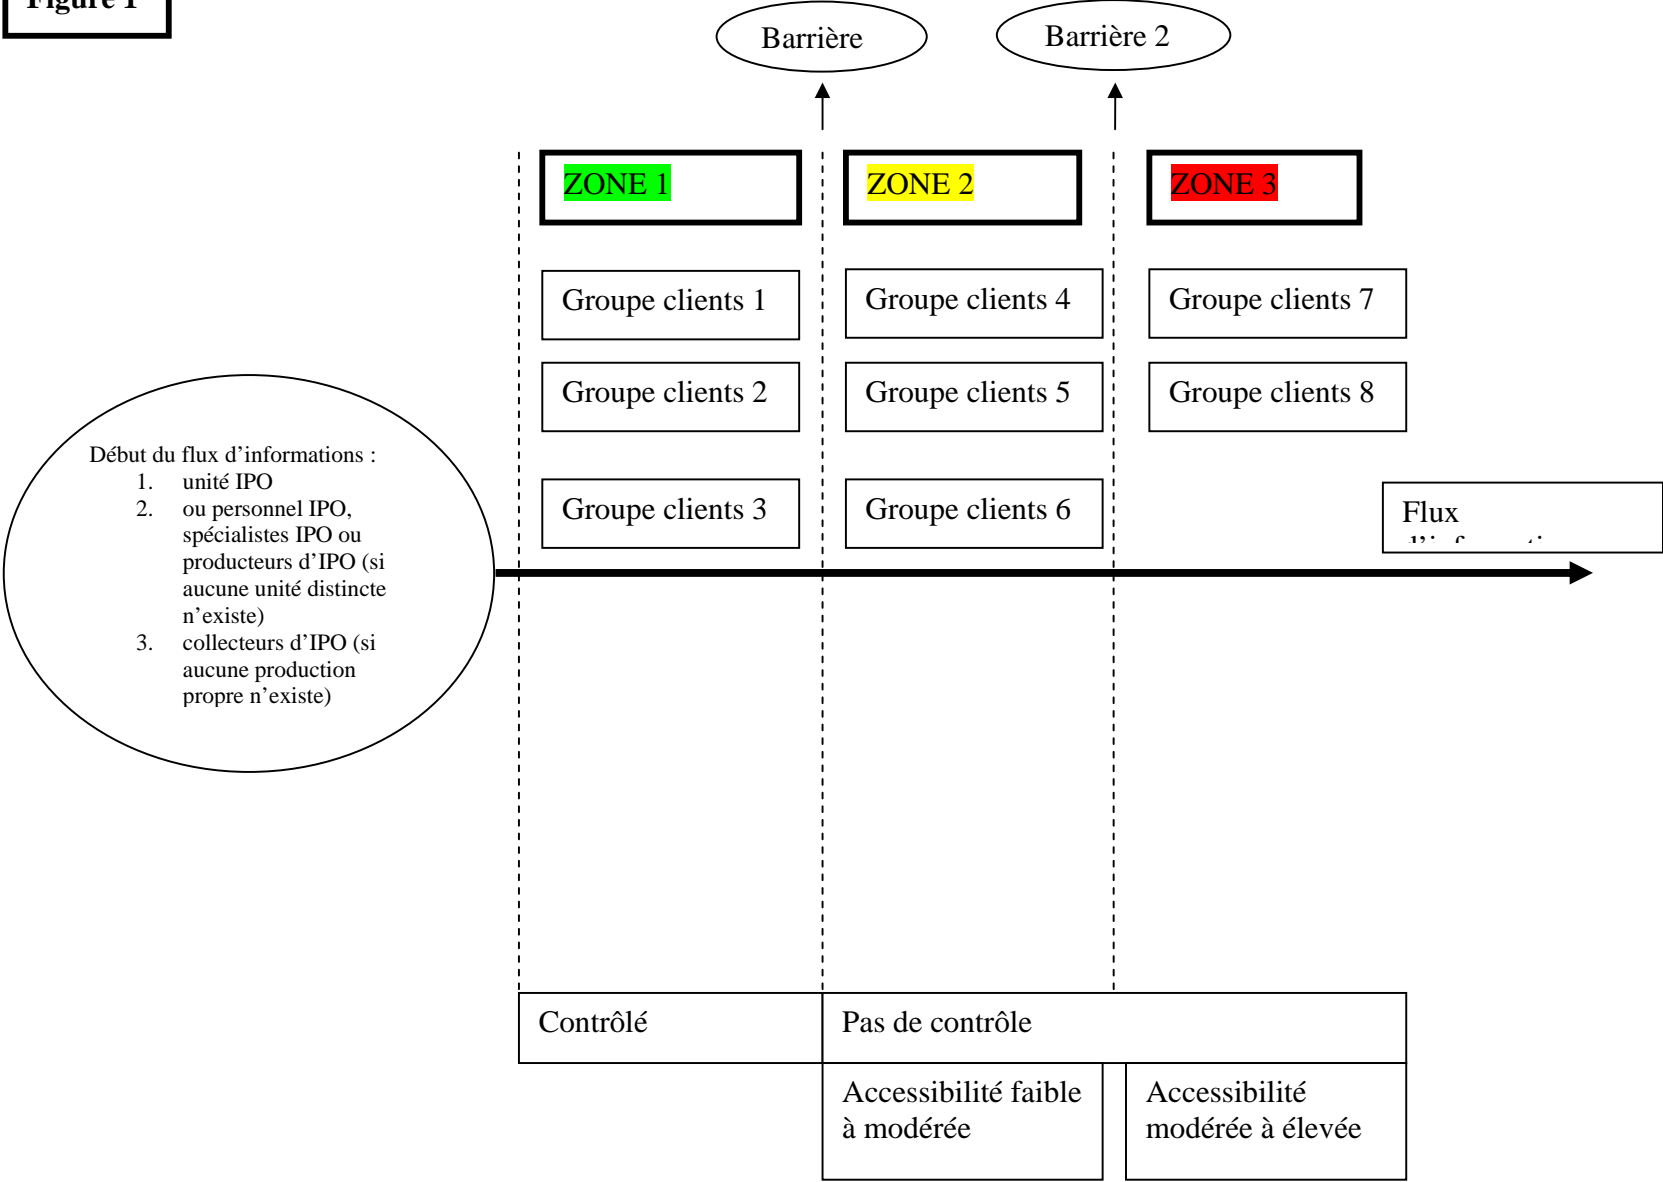 Figure 1
Barrière
Barrière 2
ZONE 1
ZONE 2
ZONE 3
Groupe clients 1
Groupe clients 4
Groupe clients 7
Groupe clients 2
Groupe clients 5
Groupe clients 8
Groupe clients 3
Groupe clients 6
Début du flux d’informations :
1. unité IPO
2. ou personnel IPO,
spécialistes IPO ou
producteurs d’IPO (si
aucune unité distincte
n’existe)
3. collecteurs d’IPO (si
aucune production
propre n’existe)
Flux
Contrôlé
Pas de contrôle
Accessibilité faible
à modérée
Accessibilité
modérée à élevée